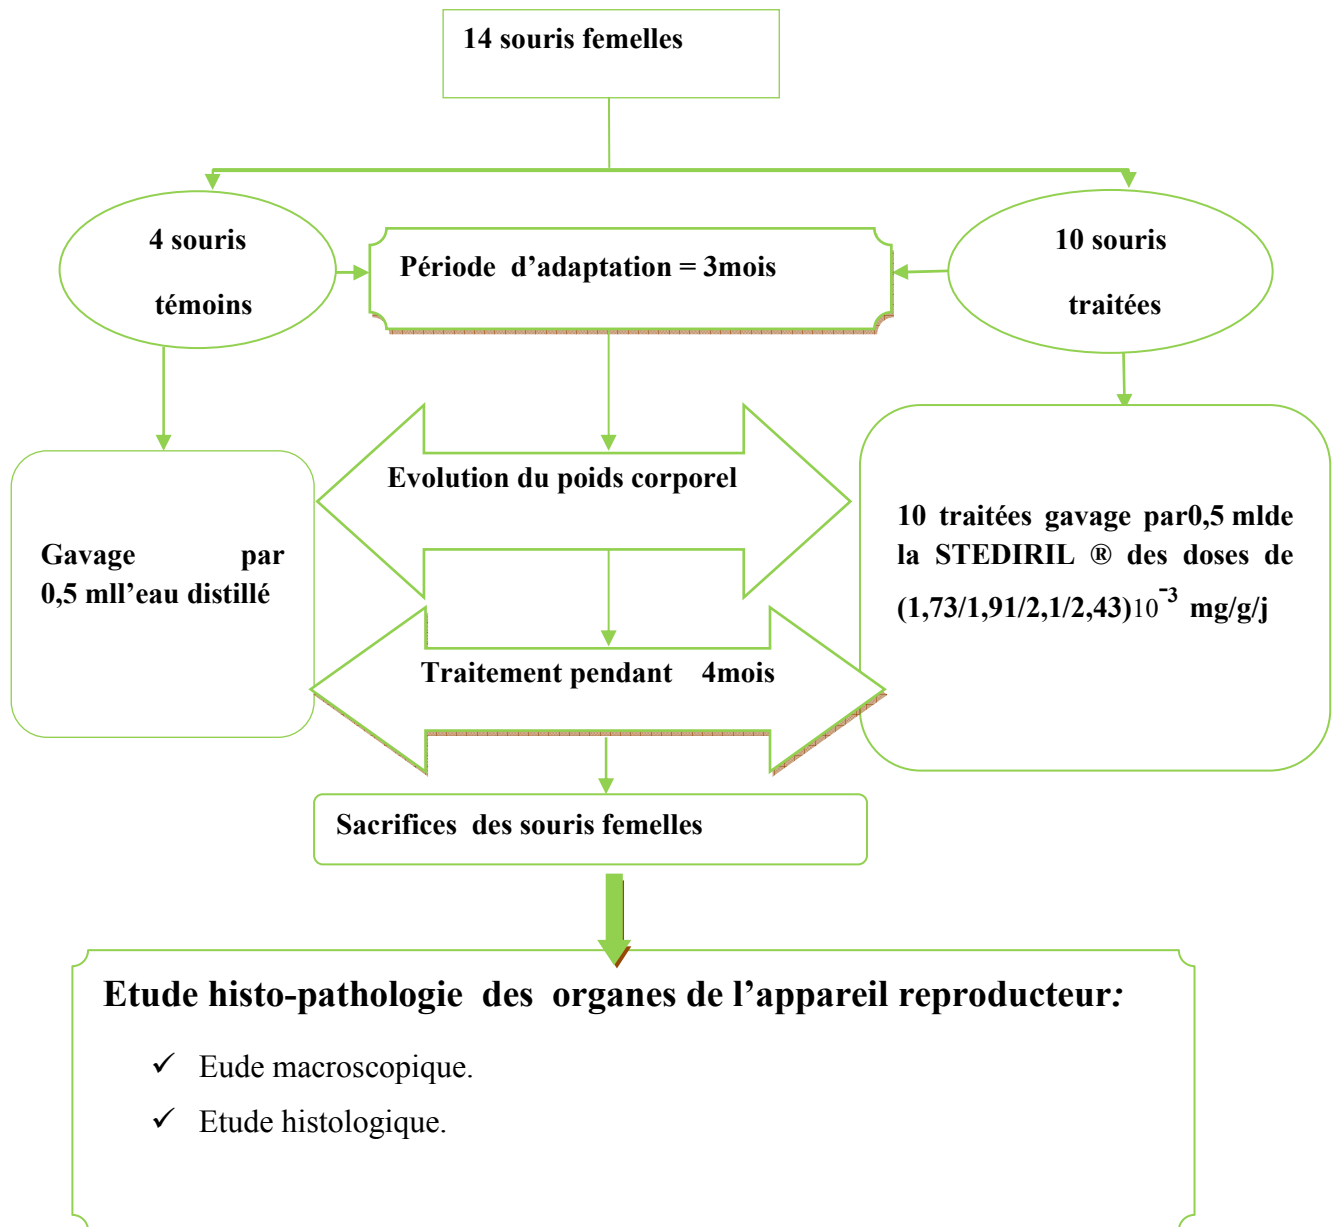 14 souris femelles
4 souris
témoins
Période d’adaptation = 3mois
10 souris
traitées
Evolution du poids corporel
Gavage par
0,5 mll’eau distillé
10 traitées gavage par0,5 mlde
la STEDIRIL ® des doses de
(1,73/1,91/2,1/2,43)10⁻³ mg/g/j
Traitement pendant 4mois
Sacrifices des souris femelles
Etude histo-pathologie des organes de l’appareil reproducteur:
✓ Eude macroscopique.
✓ Etude histologique.